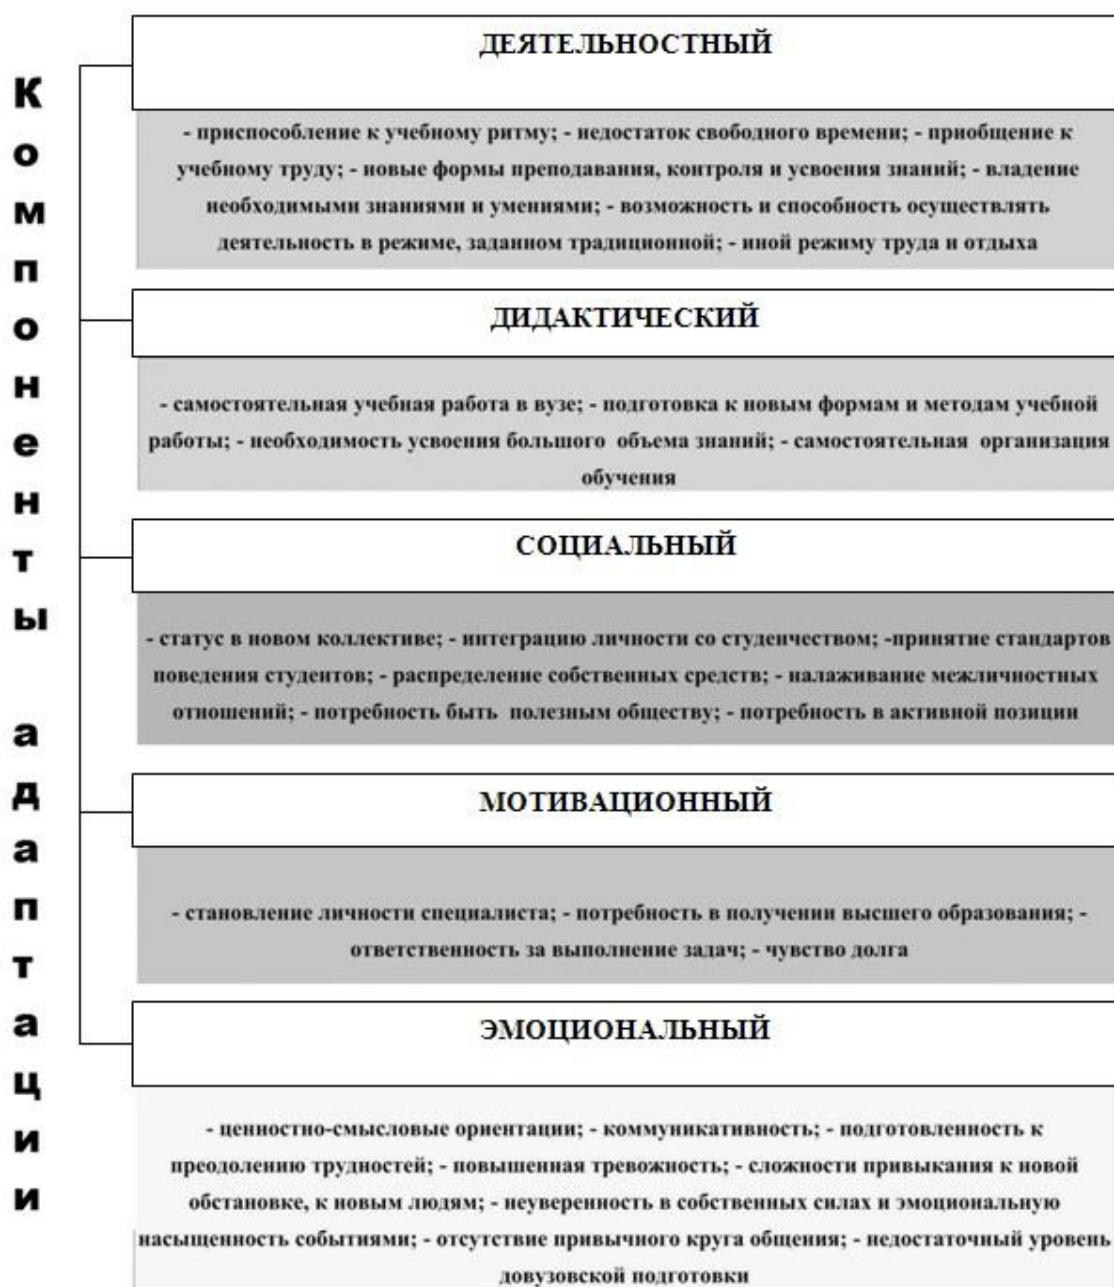 Компоненты адаптации
ДЕЯТЕЛЬНОСТНЫЙ
- приспособление к учебному ритму; - недостаток свободного времени; - приобщение к
учебному труду; - новые формы преподавания, контроля и усвоения знаний; - владение
необходимыми знаниями и умениями; - возможность и способность осуществлять
деятельность в режиме, заданном традиционной; - иной режиму труда и отдыха
ДИДАКТИЧЕСКИЙ
- самостоятельная учебная работа в вузе; - подготовка к новым формам и методам учебной
работы; - необходимость усвоения большого объема знаний; - самостоятельная организация
обучения
СОЦИАЛЬНЫЙ
- статус в новом коллективе; - интеграцию личности со студенчеством; -принятие стандартов
поведения студентов; - распределение собственных средств; - налаживание межличностных
отношений; - потребность быть полезным обществу; - потребность в активной позиции
МОТИВАЦИОННЫЙ
- становление личности специалиста; - потребность в получении высшего образования; -
ответственность за выполнение задач; - чувство долга
ЭМОЦИОНАЛЬНЫЙ
- ценностно-смысловые ориентации; - коммуникативность; - подготовленность к
преодолению трудностей; - повышенная тревожность; - сложности привыкания к новой
обстановке, к новым людям; - неуверенность в собственных силах и эмоциональную
насыщенность событиями; - отсутствие привычного круга общения; - недостаточный уровень
довузовской подготовки